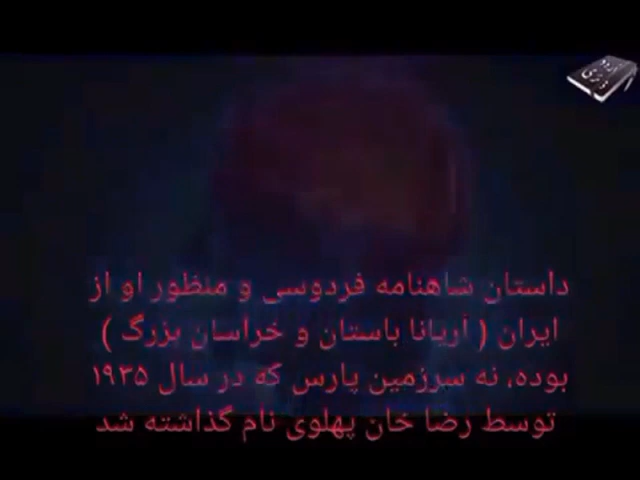 داستان شاهنامه فردوسی و منظور او از
ایران ( آریانا باستان و خراسان بزرگ )
بوده، نه سرزمین پارس که در سال ۱۹۳۵
توسط رضا خان پهلوی نام گذاشته شد